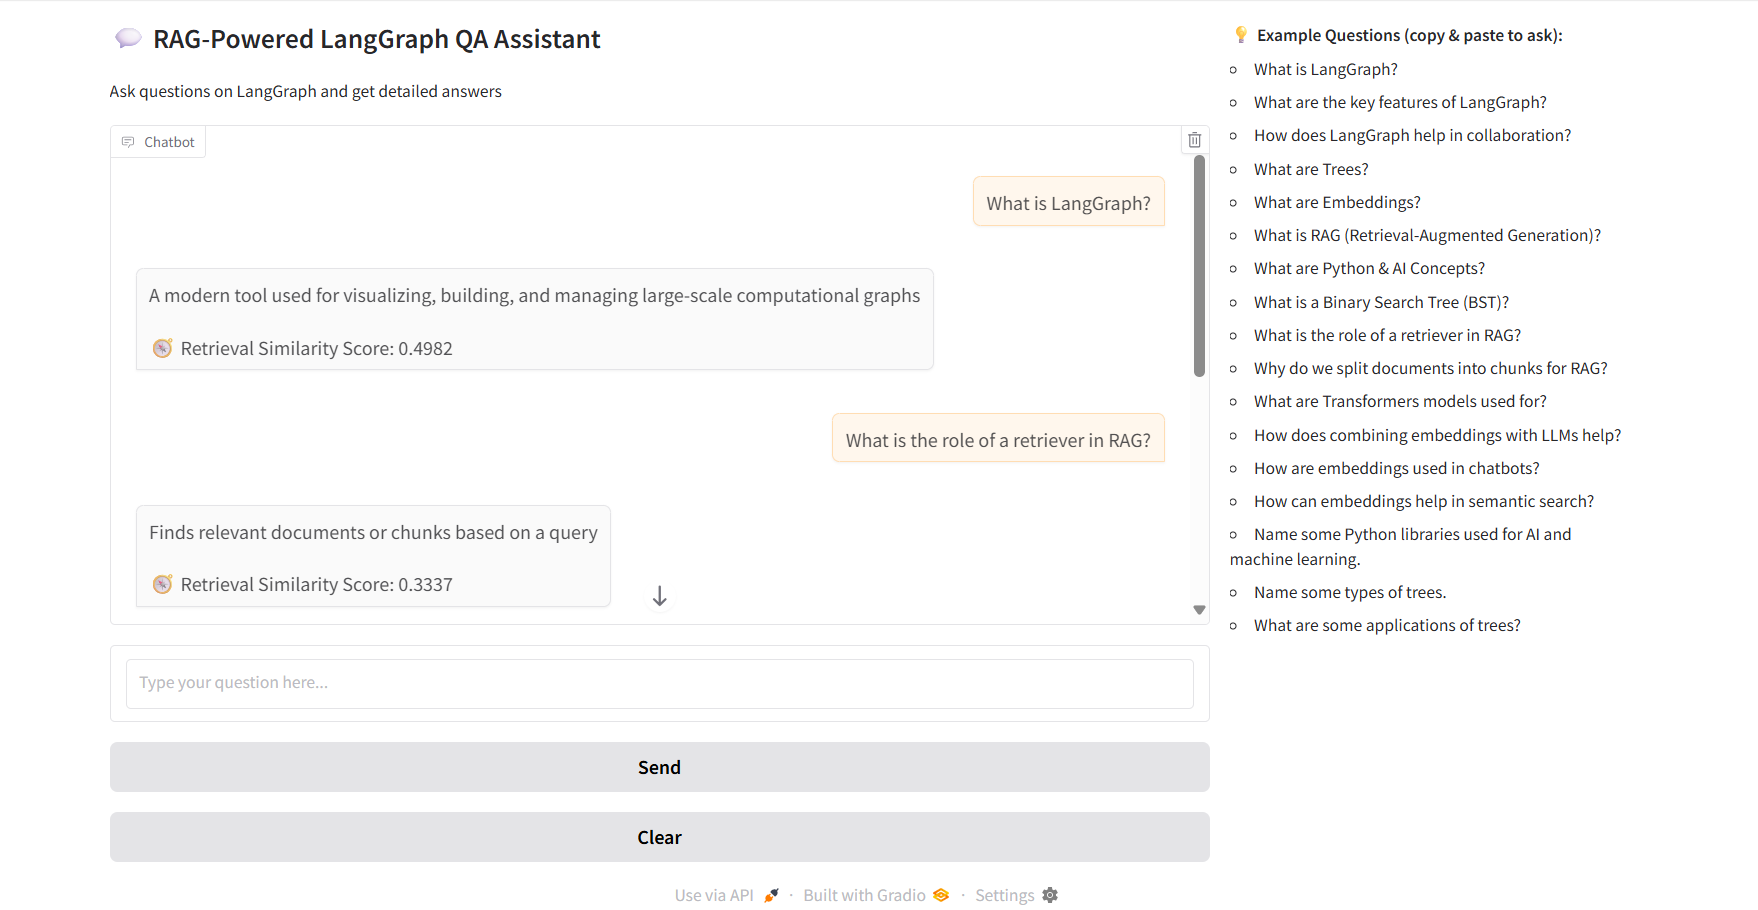 RAG-Powered LangGraph QA Assistant
Ask questions on LangGraph and get detailed answers
Chatbot
What is LangGraph?
A modern tool used for visualizing, building, and managing large-scale computational graphs
Retrieval Similarity Score: 0.4982
What is the role of a retriever in RAG?
Finds relevant documents or chunks based on a query
Retrieval Similarity Score: 0.3337
Type your question here...
Send
Clear
Use via API · Built with Gradio · Settings
Example Questions (copy & paste to ask):
What is LangGraph?
What are the key features of LangGraph?
How does LangGraph help in collaboration?
What are Trees?
What are Embeddings?
What is RAG (Retrieval-Augmented Generation)?
What are Python & AI Concepts?
What is a Binary Search Tree (BST)?
What is the role of a retriever in RAG?
Why do we split documents into chunks for RAG?
What are Transformers models used for?
How does combining embeddings with LLMs help?
How are embeddings used in chatbots?
How can embeddings help in semantic search?
Name some Python libraries used for AI and
machine learning.
Name some types of trees.
What are some applications of trees?